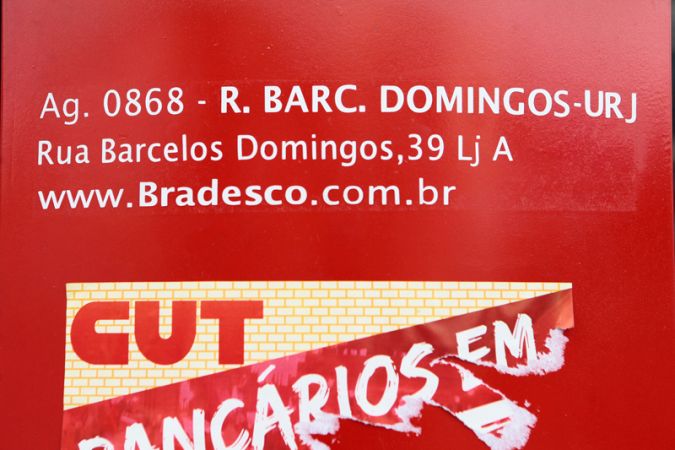 Ag. 0868 - R. BARC. DOMINGOS-URJ
Rua Barcelos Domingos,39 Lj A
www.Bradesco.com.br
CUT
BANCÁRIOS EM